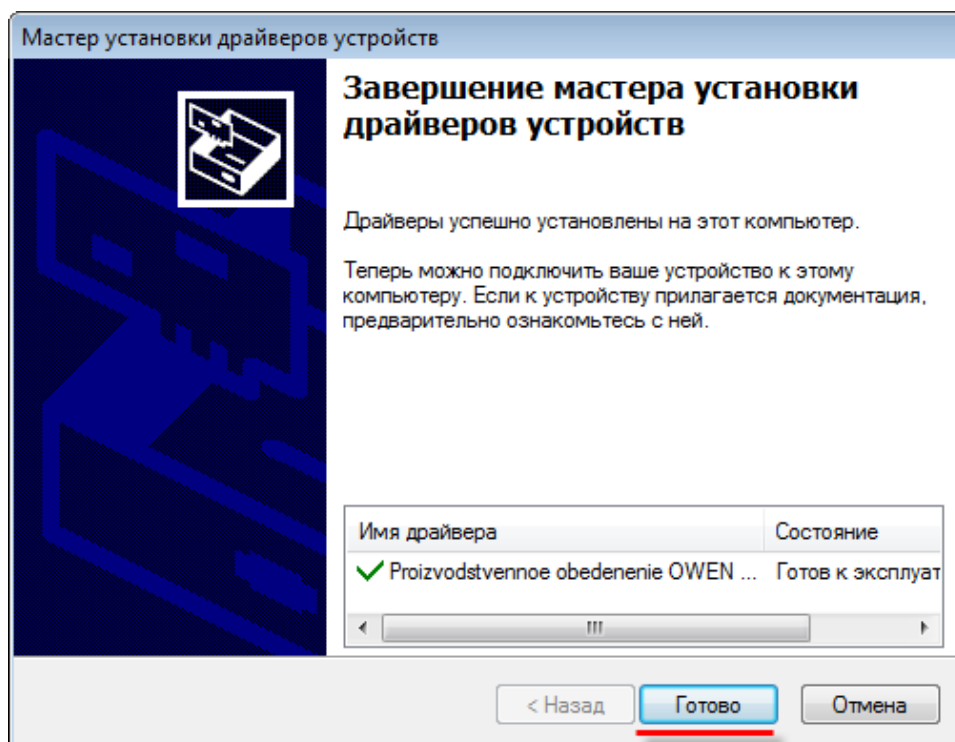 Мастер установки драйверов устройств
Завершение мастера установки
драйверов устройств
Драйверы успешно установлены на этот компьютер.
Теперь можно подключить ваше устройство к этому
компьютеру. Если к устройству прилагается документация,
предварительно ознакомьтесь с ней.
Имя драйвера Состояние
Proizvodstvennoe obedenenie OWEN ... Готов к эксплуат
< Назад Готово Отмена